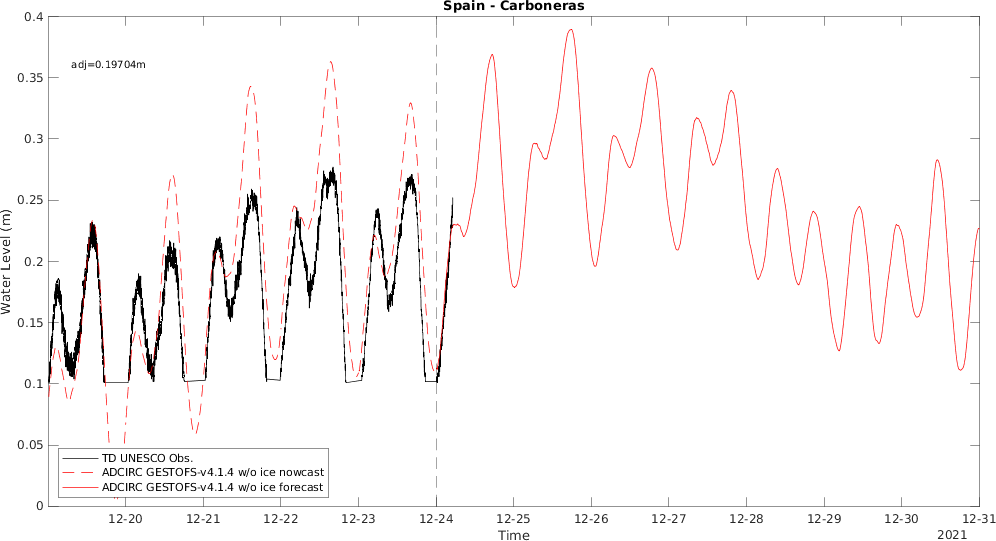 Spain - Carboneras
0.4
0.35
0.3
0.25
0.2
0.15
0.1
0.05
0
Water Level (m)
adj=0.19704m
TD UNESCO Obs.
ADCIRC GESTOFS-v4.1.4 w/o ice nowcast
ADCIRC GESTOFS-v4.1.4 w/o ice forecast
12-20 12-21 12-22 12-23 12-24 12-25 12-26 12-27 12-28 12-29 12-30 12-31
Time
2021